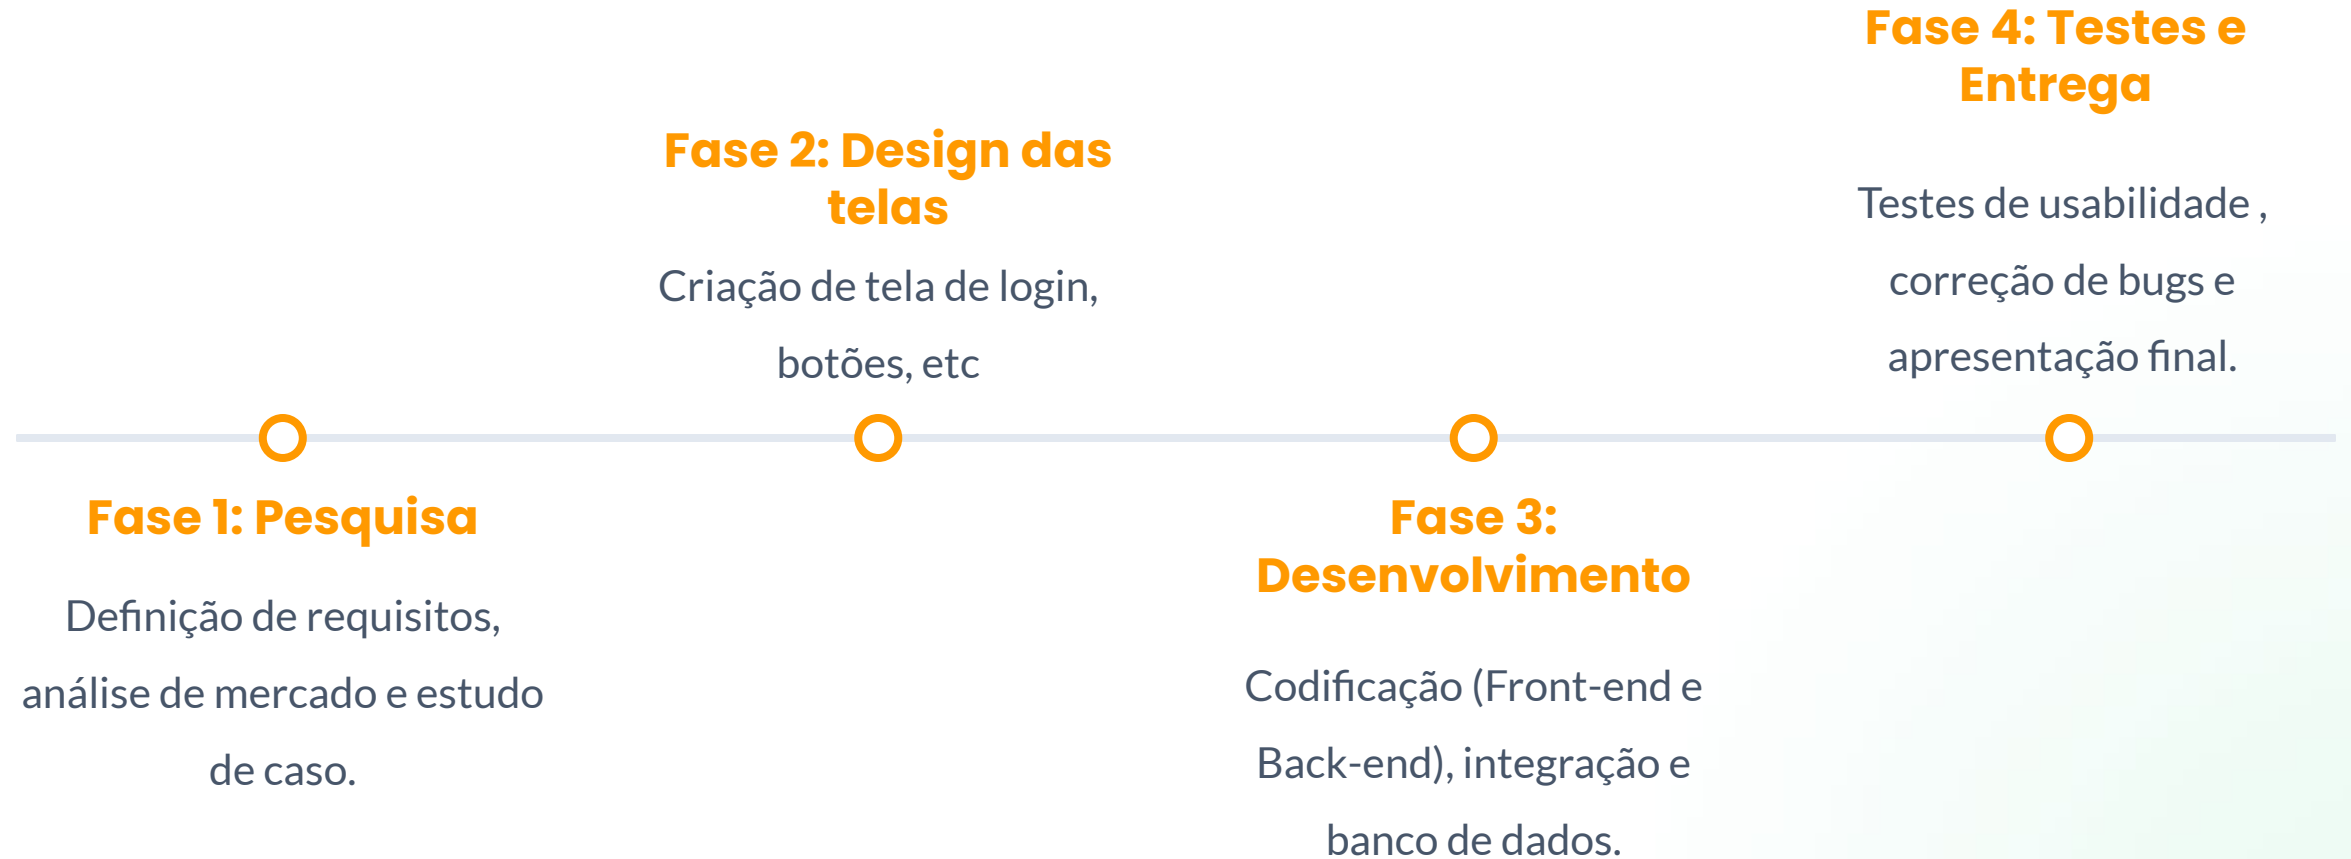 Fase 1: Pesquisa
Definição de requisitos,
análise de mercado e estudo
de caso.
Fase 2: Design das
telas
Criação de tela de login,
botões, etc
Fase 3:
Desenvolvimento
Codificação (Front-end e
Back-end), integração e
banco de dados.
Fase 4: Testes e
Entrega
Testes de usabilidade ,
correção de bugs e
apresentação final.